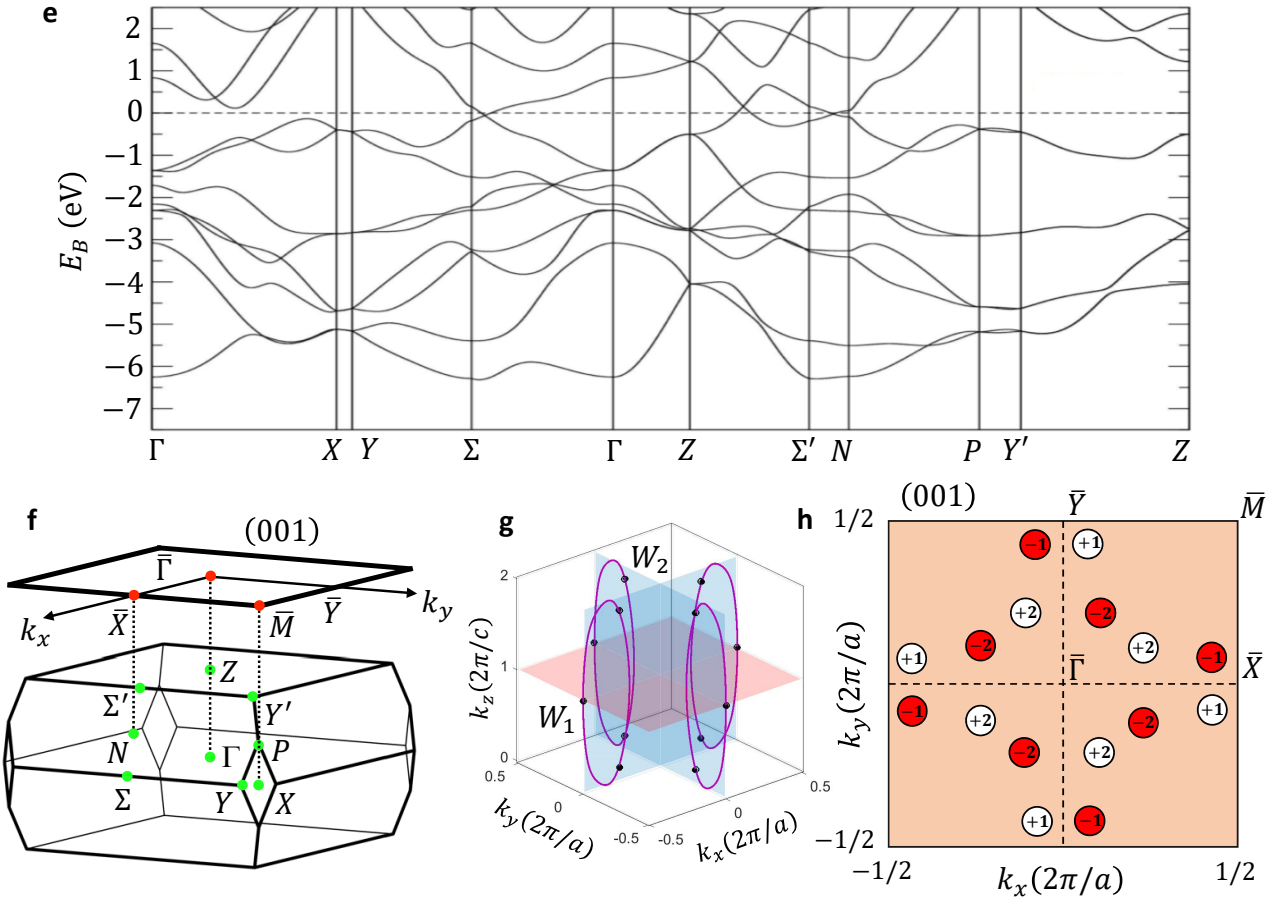 e
2
1
0
−1
−2
−3
−4
−5
−6
−7
E_B (eV)
Γ X Y Σ Γ Z Σ′ N P Y′ Z
f
(001)
Γ̄
k_x
X̄
M̄
Ȳ
k_y
Z
Σ′
Y′
N
Γ
P
Σ
Y
X
g
W_2
W_1
k_z(2π/c)
2
1
0
0.5
0
-0.5
k_y(2π/a)
-0.5
0
0.5
k_x(2π/a)
h
(001)
Ȳ
M̄
1/2
-1
+1
+2
-2
+1
-2
+2
-1
Γ̄
X̄
k_y(2π/a)
-1
+2
-2
+1
-2
+2
+1
-1
−1/2
−1/2
1/2
k_x(2π/a)